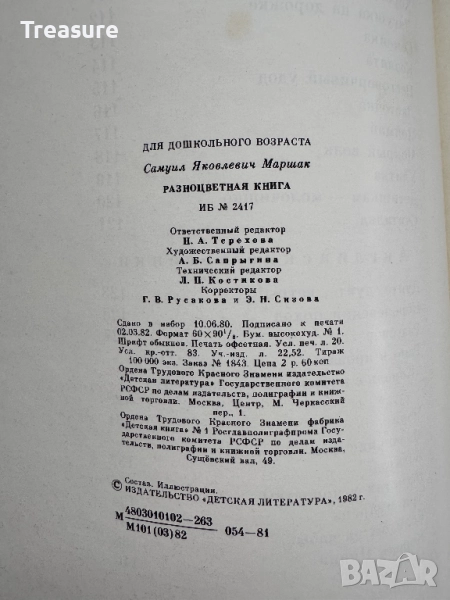 Treasure
ДЛЯ ДОШКОЛЬНОГО ВОЗРАСТА
Самуил Яковлевич Маршак
РАЗНОЦВЕТНАЯ КНИГА
ИБ № 2417
Ответственный редактор
Н. А. Терехова
Художественный редактор
А. Б. Сапрыгина
Технический редактор
Л. П. Костикова
Корректоры
Г. В. Русакова и Э. Н. Сизова
Сдано в набор 10.06.80. Подписано к печати
02.03.82. Формат 60×90¹/₈. Бум. высокохуд. № 1.
Шрифт обыкнов. Печать офсетная. Усл. печ. л. 20.
Усл. кр.-отт. 83. Уч.-изд. л. 22,52. Тираж
100 000 экз. Заказ № 1843. Цена 2 р. 60 коп.
Ордена Трудового Красного Знамени издательство
«Детская литература» Государственного комитета
РСФСР по делам издательств, полиграфии и книж-
ной торговли. Москва, Центр, М. Черкасский
пер., 1.
Ордена Трудового Красного Знамени фабрика
«Детская книга» № 1 Росглавполиграфпрома Госу-
дарственного комитета РСФСР по делам изда-
тельств, полиграфии и книжной торговли. Москва,
Сущёвский вал, 49.
© Состав. Иллюстрации.
ИЗДАТЕЛЬСТВО «ДЕТСКАЯ ЛИТЕРАТУРА», 1982 г.
М 4803010102—263
М101(03)82 054—81
BAZAR